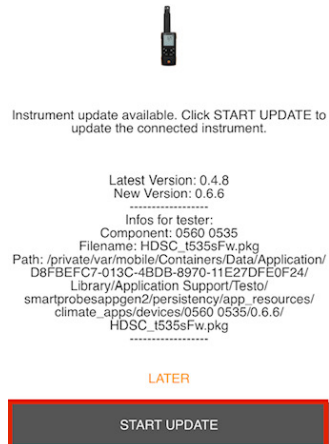 Instrument update available. Click START UPDATE to
update the connected instrument.
Latest Version: 0.4.8
New Version: 0.6.6
------------------
Infos for tester:
Component: 0560 0535
Filename: HDSC_t535sFw.pkg
Path: /private/var/mobile/Containers/Data/Application/
D8FBEFC7-013C-4BDB-8970-11E27DFE0F24/
Library/Application Support/Testo/
smartprobesappgen2/persistency/app_resources/
climate_apps/devices/0560 0535/0.6.6/
HDSC_t535sFw.pkg
------------------
LATER
START UPDATE